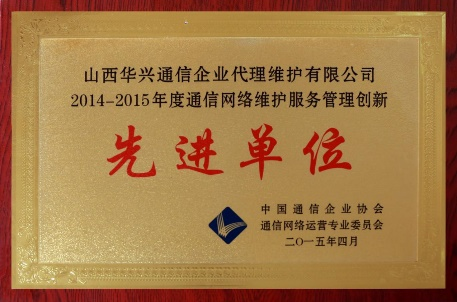 山西华兴通信企业代理维护有限公司
2014-2015年度通信网络维护服务管理创新
先进单位
中国通信企业协会
通信网络运营专业委员会
二〇一五年四月